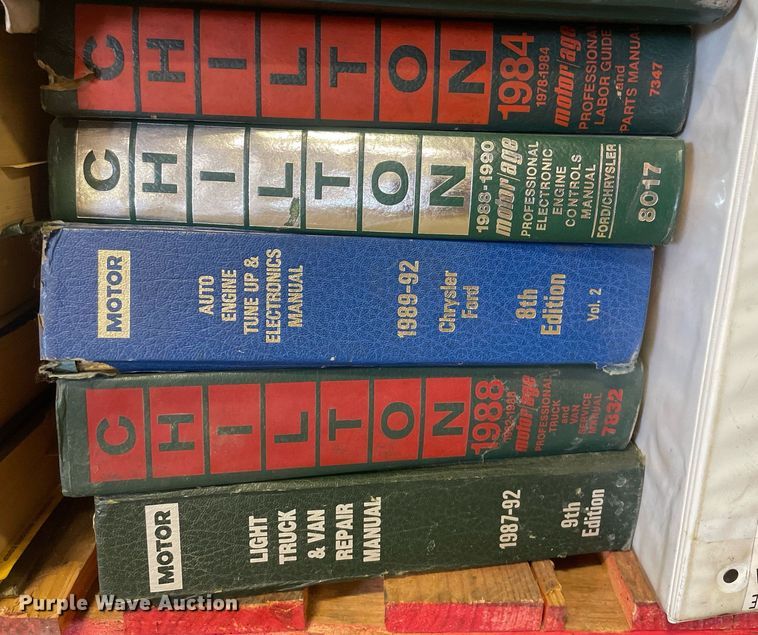 CHILTON
1984
1978-1984
motor/age
PROFESSIONAL
LABOR GUIDE
and
PARTS MANUAL
7347
CHILTON
1988-1990
motor/age
PROFESSIONAL
ELECTRONIC
ENGINE
CONTROLS
MANUAL
FORD/CHRYSLER
8017
MOTOR
AUTO
ENGINE
TUNE UP &
ELECTRONICS
MANUAL
1989-92
Chrysler
Ford
8th
Edition
Vol. 2
CHILTON
1988
1982-1988
motor/age
PROFESSIONAL
TRUCK
and
VAN
SERVICE
MANUAL
7832
MOTOR
LIGHT
TRUCK
& VAN
REPAIR
MANUAL
1987-92
9th
Edition
Purple Wave Auction